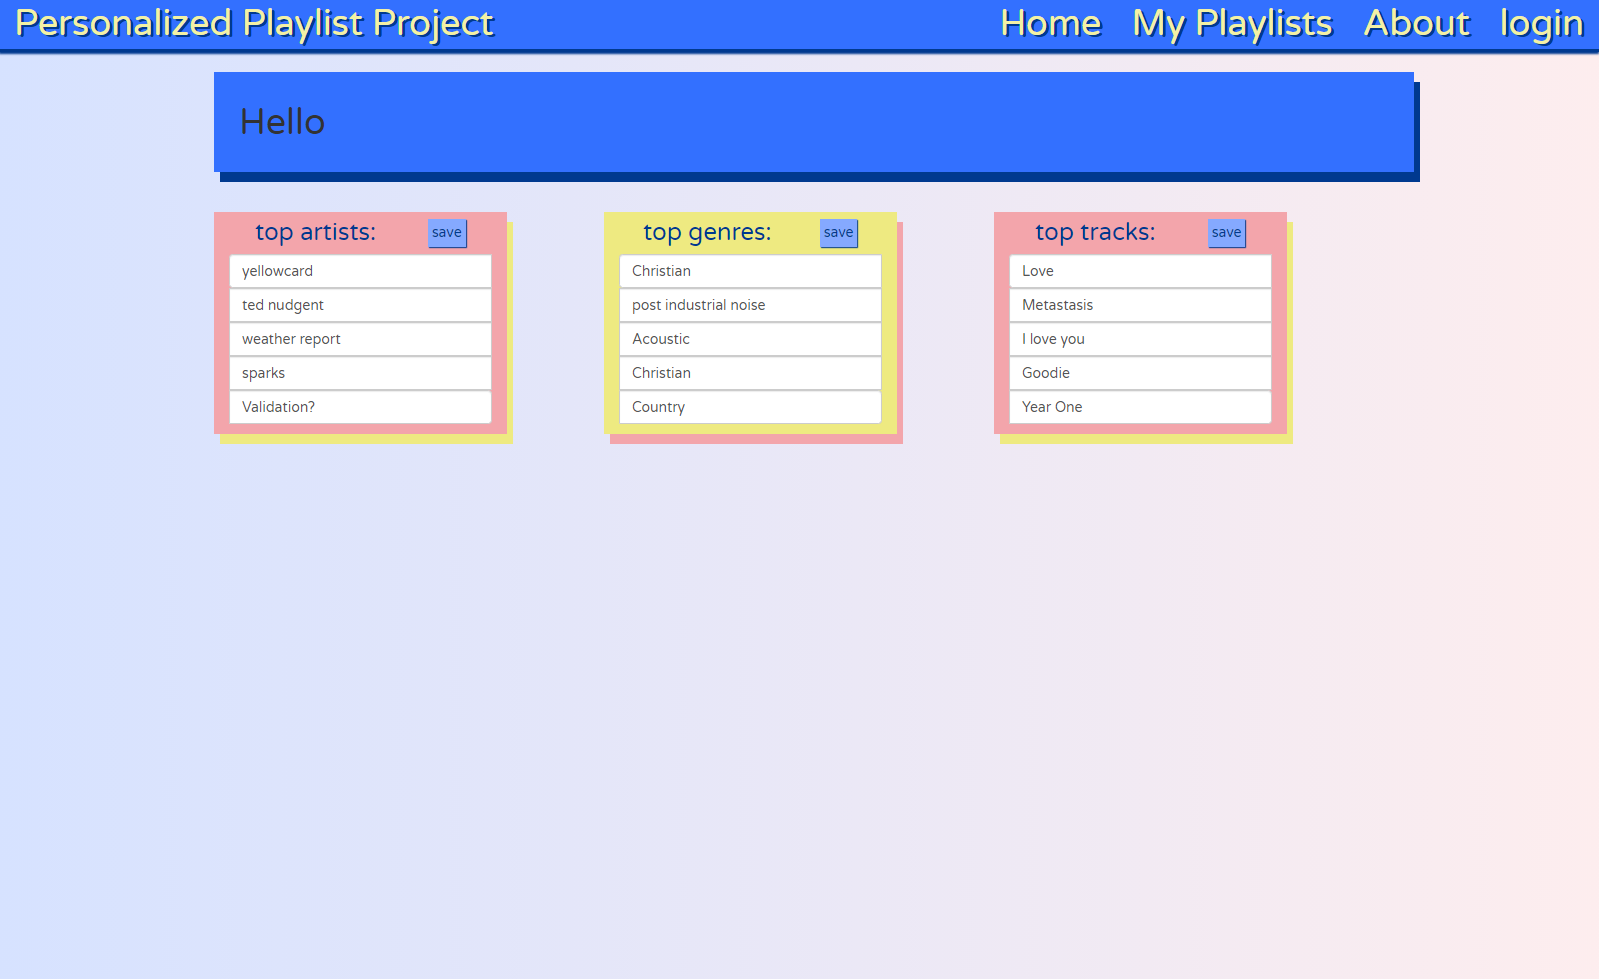 Personalized Playlist Project Home My Playlists About login
Hello
top artists: save
yellowcard
ted nudgent
weather report
sparks
Validation?
top genres: save
Christian
post industrial noise
Acoustic
Christian
Country
top tracks: save
Love
Metastasis
I love you
Goodie
Year One